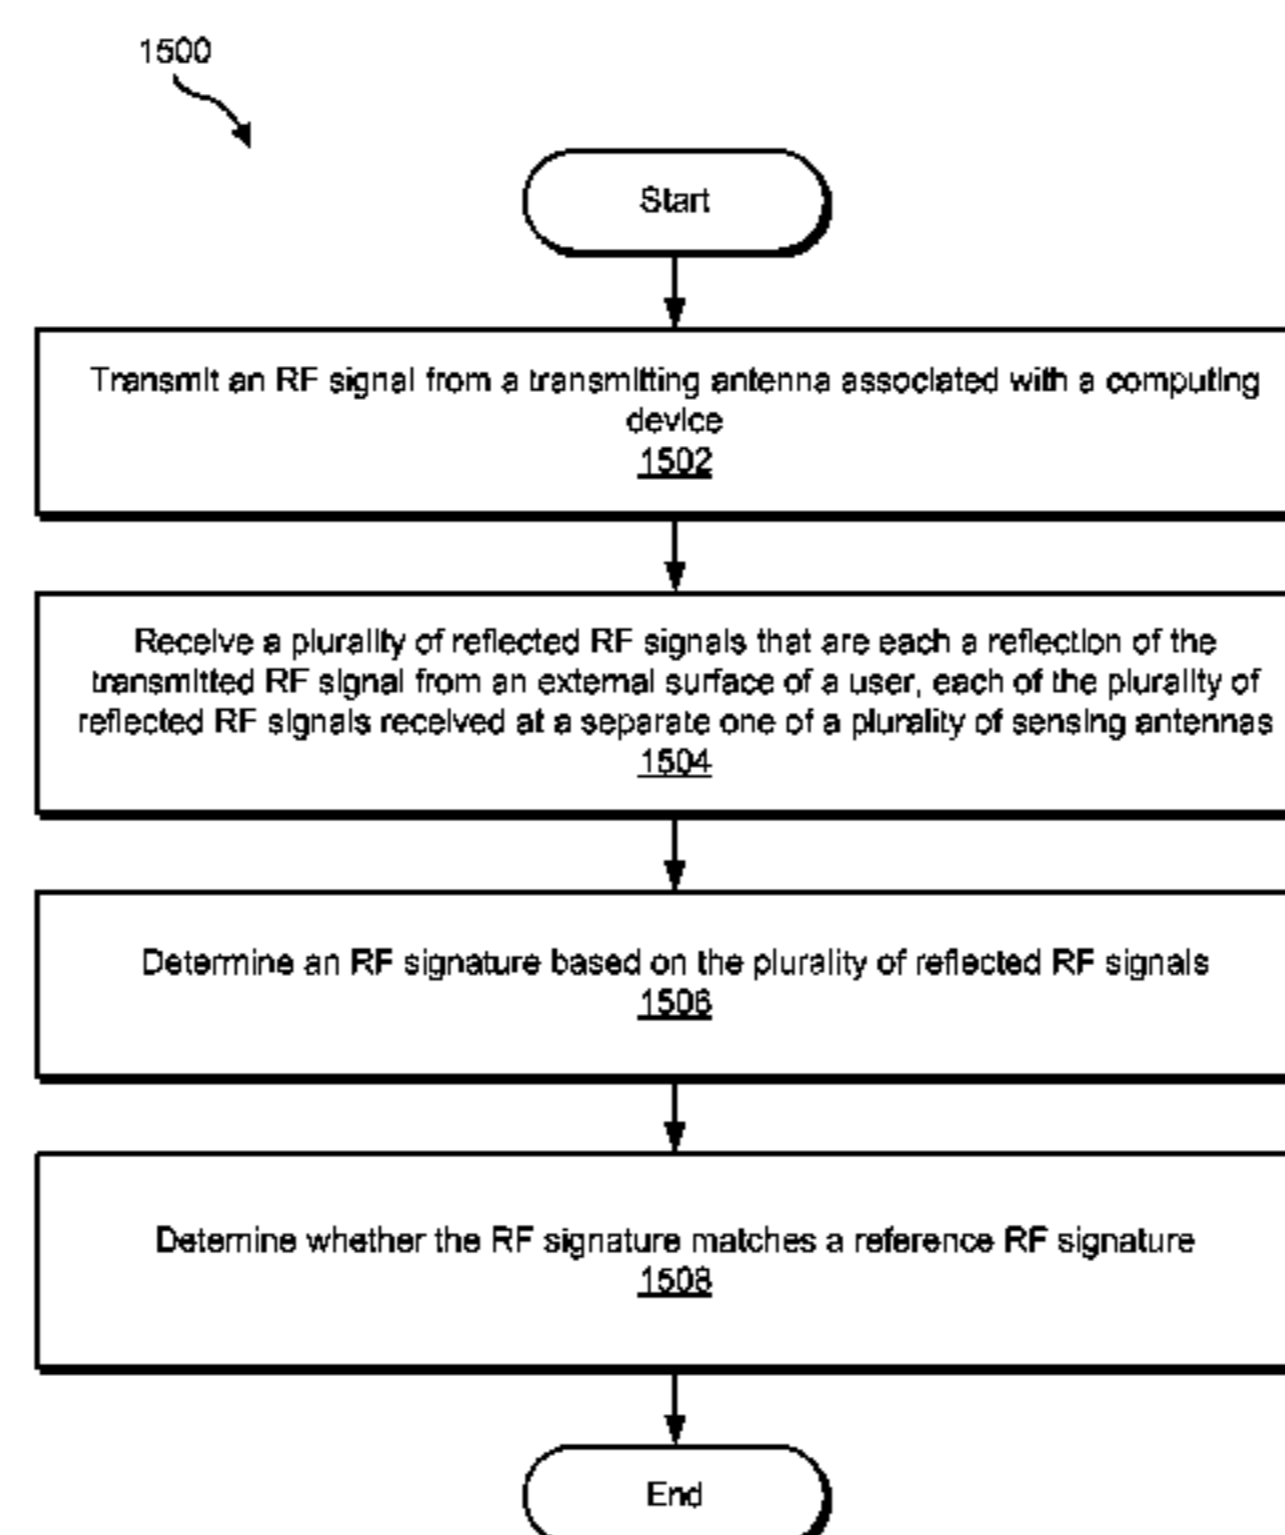 1500
Start
Transmit an RF signal from a transmitting antenna associated with a computing
device
1502
Receive a plurality of reflected RF signals that are each a reflection of the
transmitted RF signal from an external surface of a user, each of the plurality of
reflected RF signals received at a separate one of a plurality of sensing antennas
1504
Determine an RF signature based on the plurality of reflected RF signals
1506
Detemine whether the RF signature matches a reference RF signature
1508
End